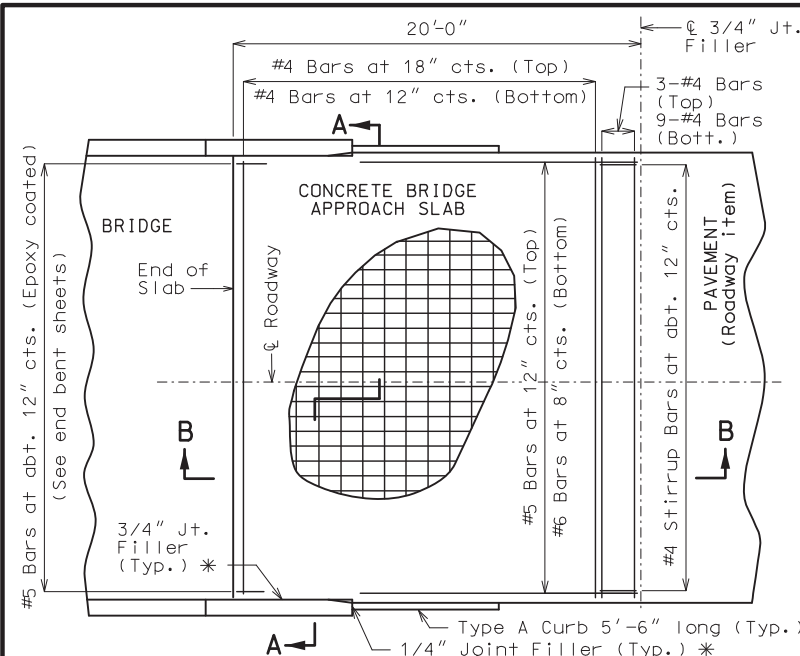 20'-0"
℄ 3/4" Jt.
Filler
#4 Bars at 18" cts. (Top)
#4 Bars at 12" cts. (Bottom)
3-#4 Bars
(Top)
9-#4 Bars
(Bott.)
A
CONCRETE BRIDGE
APPROACH SLAB
BRIDGE
End of
Slab
℄ Roadway
#5 Bars at abt. 12" cts. (Epoxy coated)
(See end bent sheets)
#5 Bars at 12" cts. (Top)
#6 Bars at 8" cts. (Bottom)
#4 Stirrup Bars at abt. 12" cts.
PAVEMENT
(Roadway item)
B
B
3/4" Jt.
Filler
(Typ.) *
Type A Curb 5'-6" long (Typ.)
A
1/4" Joint Filler (Typ.) *